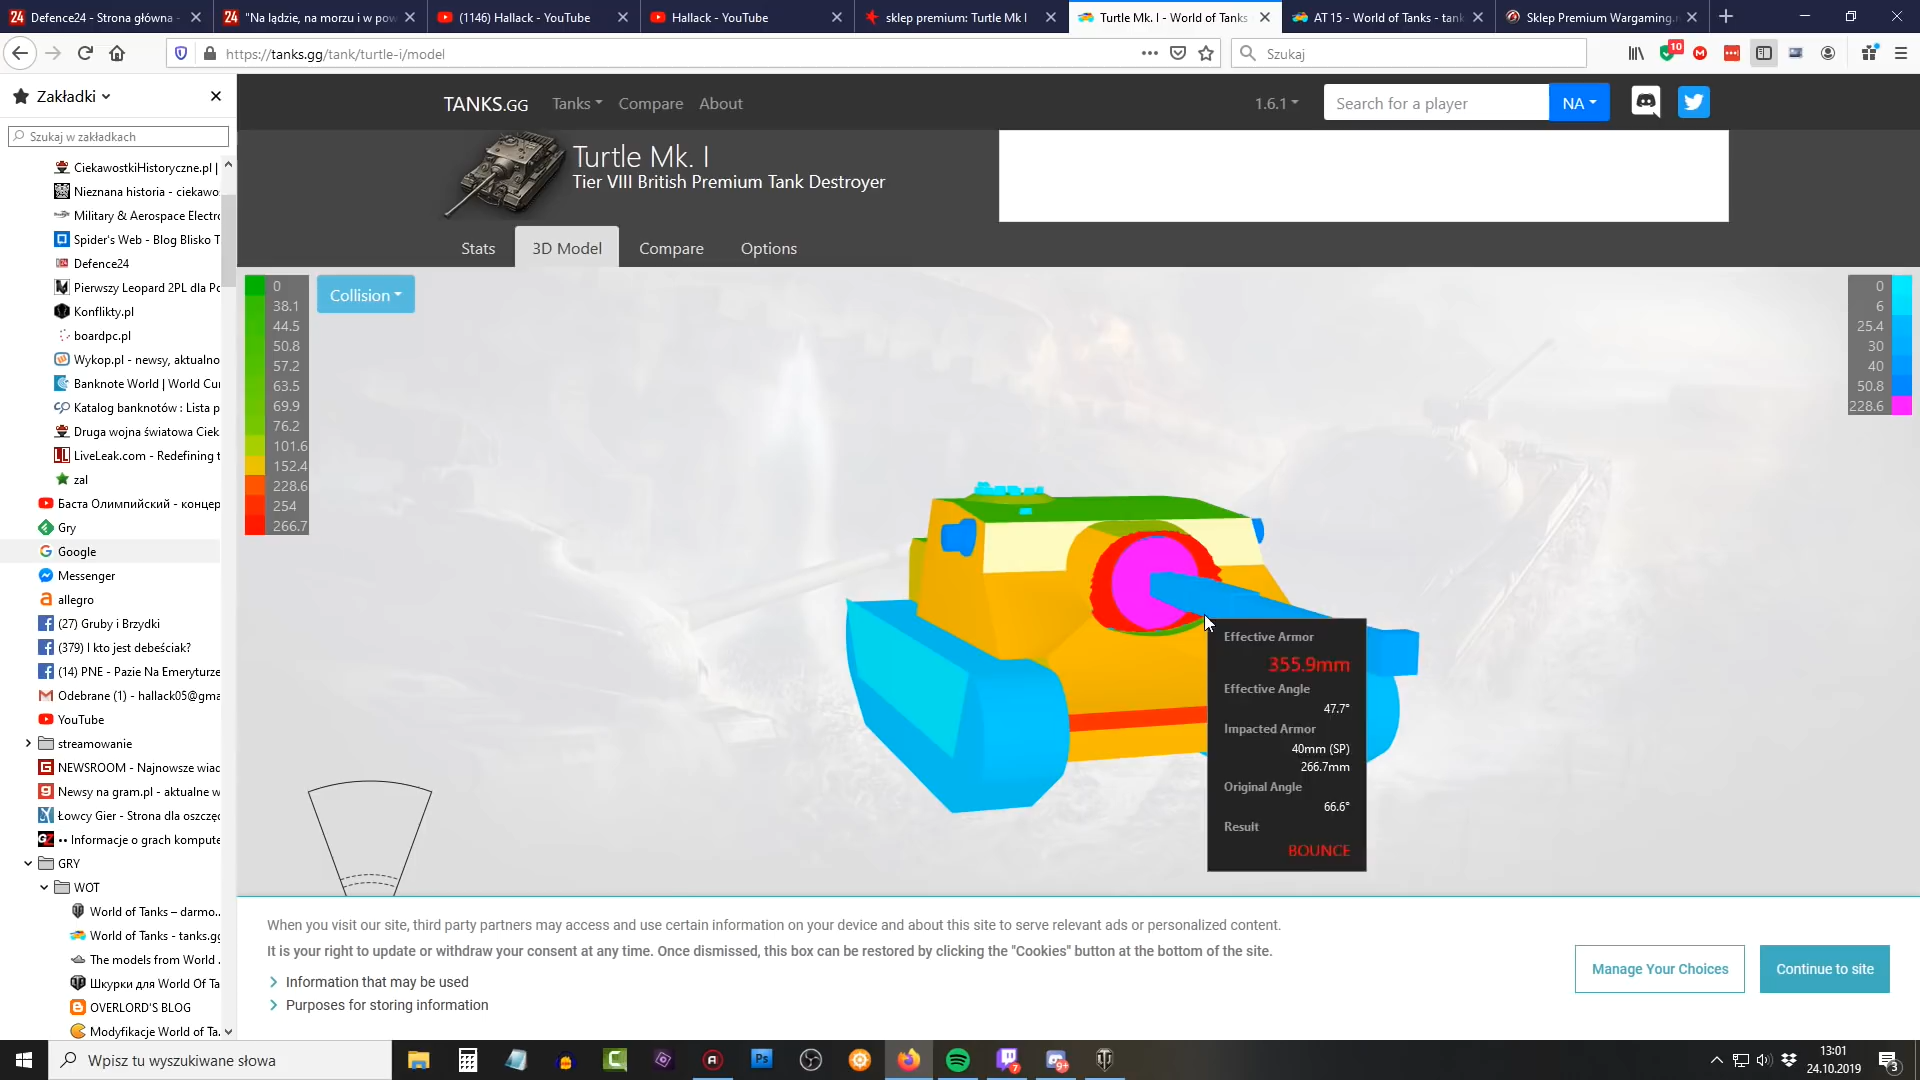 Defence24 - Strona główna -
"Na lądzie, na morzu i w pow
(1146) Hallack - YouTube
Hallack - YouTube
sklep premium: Turtle Mk I
Turtle Mk. I - World of Tanks
AT 15 - World of Tanks - tank
Sklep Premium Wargaming.n
https://tanks.gg/tank/turtle-i/model
Szukaj
10
Zakładki
Szukaj w zakładkach
CiekawostkiHistoryczne.pl |
Nieznana historia - ciekawo
Military & Aerospace Electro
Spider's Web - Blog Blisko T
Defence24
Pierwszy Leopard 2PL dla Po
Konflikty.pl
boardpc.pl
Wykop.pl - newsy, aktualno
Banknote World | World Cur
Katalog banknotów : Lista p
Druga wojna światowa Ciek
LiveLeak.com - Redefining t
zal
Баста Олимпийский - концер
Gry
Google
Messenger
allegro
(27) Gruby i Brzydki
(379) I kto jest debeściak?
(14) PNE - Pazie Na Emeryturze
Odebrane (1) - hallack05@gma
YouTube
streamowanie
NEWSROOM - Najnowsze wiad
Newsy na gram.pl - aktualne w
Łowcy Gier - Strona dla oszczęd
•• Informacje o grach kompute
GRY
WOT
World of Tanks – darmo...
World of Tanks - tanks.gg
The models from World ...
Шкурки для World Of Ta
OVERLORD'S BLOG
Modyfikacje World of Ta...
TANKS.GG
Tanks
Compare
About
1.6.1
Search for a player
NA
Turtle Mk. I
Tier VIII British Premium Tank Destroyer
Stats
3D Model
Compare
Options
Collision
0
38.1
44.5
50.8
57.2
63.5
69.9
76.2
101.6
152.4
228.6
254
266.7
0
6
25.4
30
40
50.8
228.6
Effective Armor
355.9mm
Effective Angle
47.7°
Impacted Armor
40mm (SP)
266.7mm
Original Angle
66.6°
Result
BOUNCE
When you visit our site, third party partners may access and use certain information on your device and about this site to serve relevant ads or personalized content.
It is your right to update or withdraw your consent at any time. Once dismissed, this box can be restored by clicking the "Cookies" button at the bottom of the site.
Information that may be used
Purposes for storing information
Manage Your Choices
Continue to site
Wpisz tu wyszukiwane słowa
Ps
7
9+
13:01
24.10.2019
3